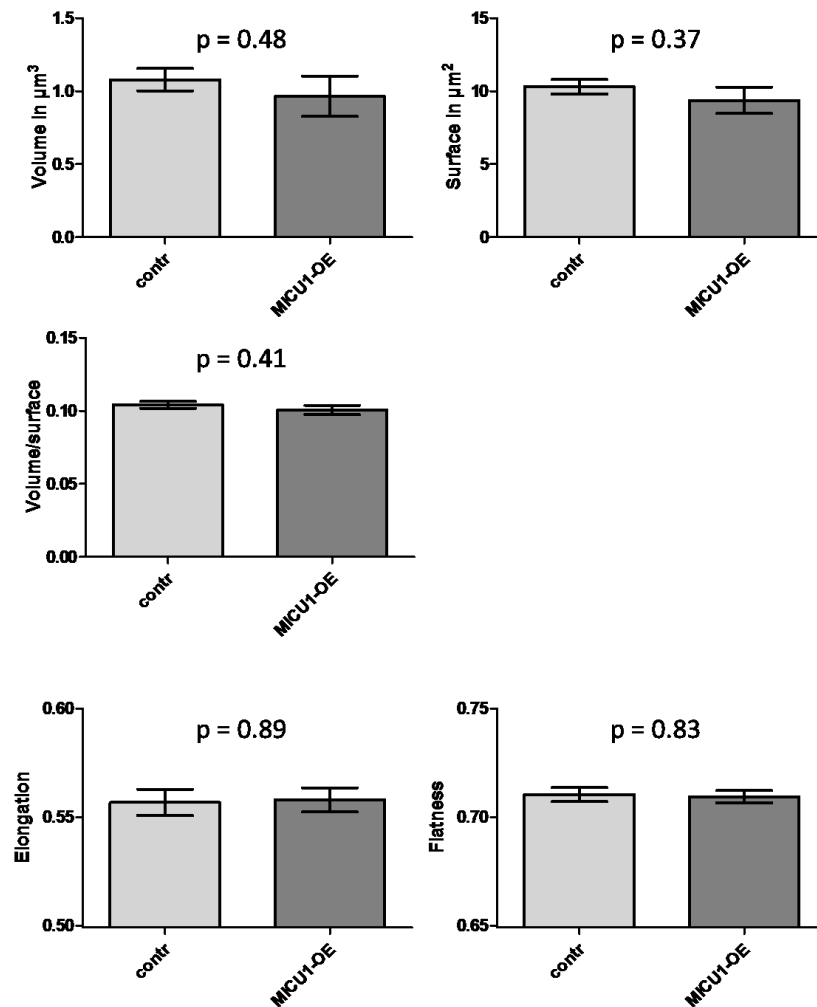 Volume in µm³
1.5
1.0
0.5
0.0
p = 0.48
contr
MICU1-OE
Surface in µm²
15
10
5
0
p = 0.37
contr
MICU1-OE
Volume/surface
0.15
0.10
0.05
0.00
p = 0.41
contr
MICU1-OE
Elongation
0.60
0.55
0.50
p = 0.89
contr
MICU1-OE
Flatness
0.75
0.70
0.65
p = 0.83
contr
MICU1-OE